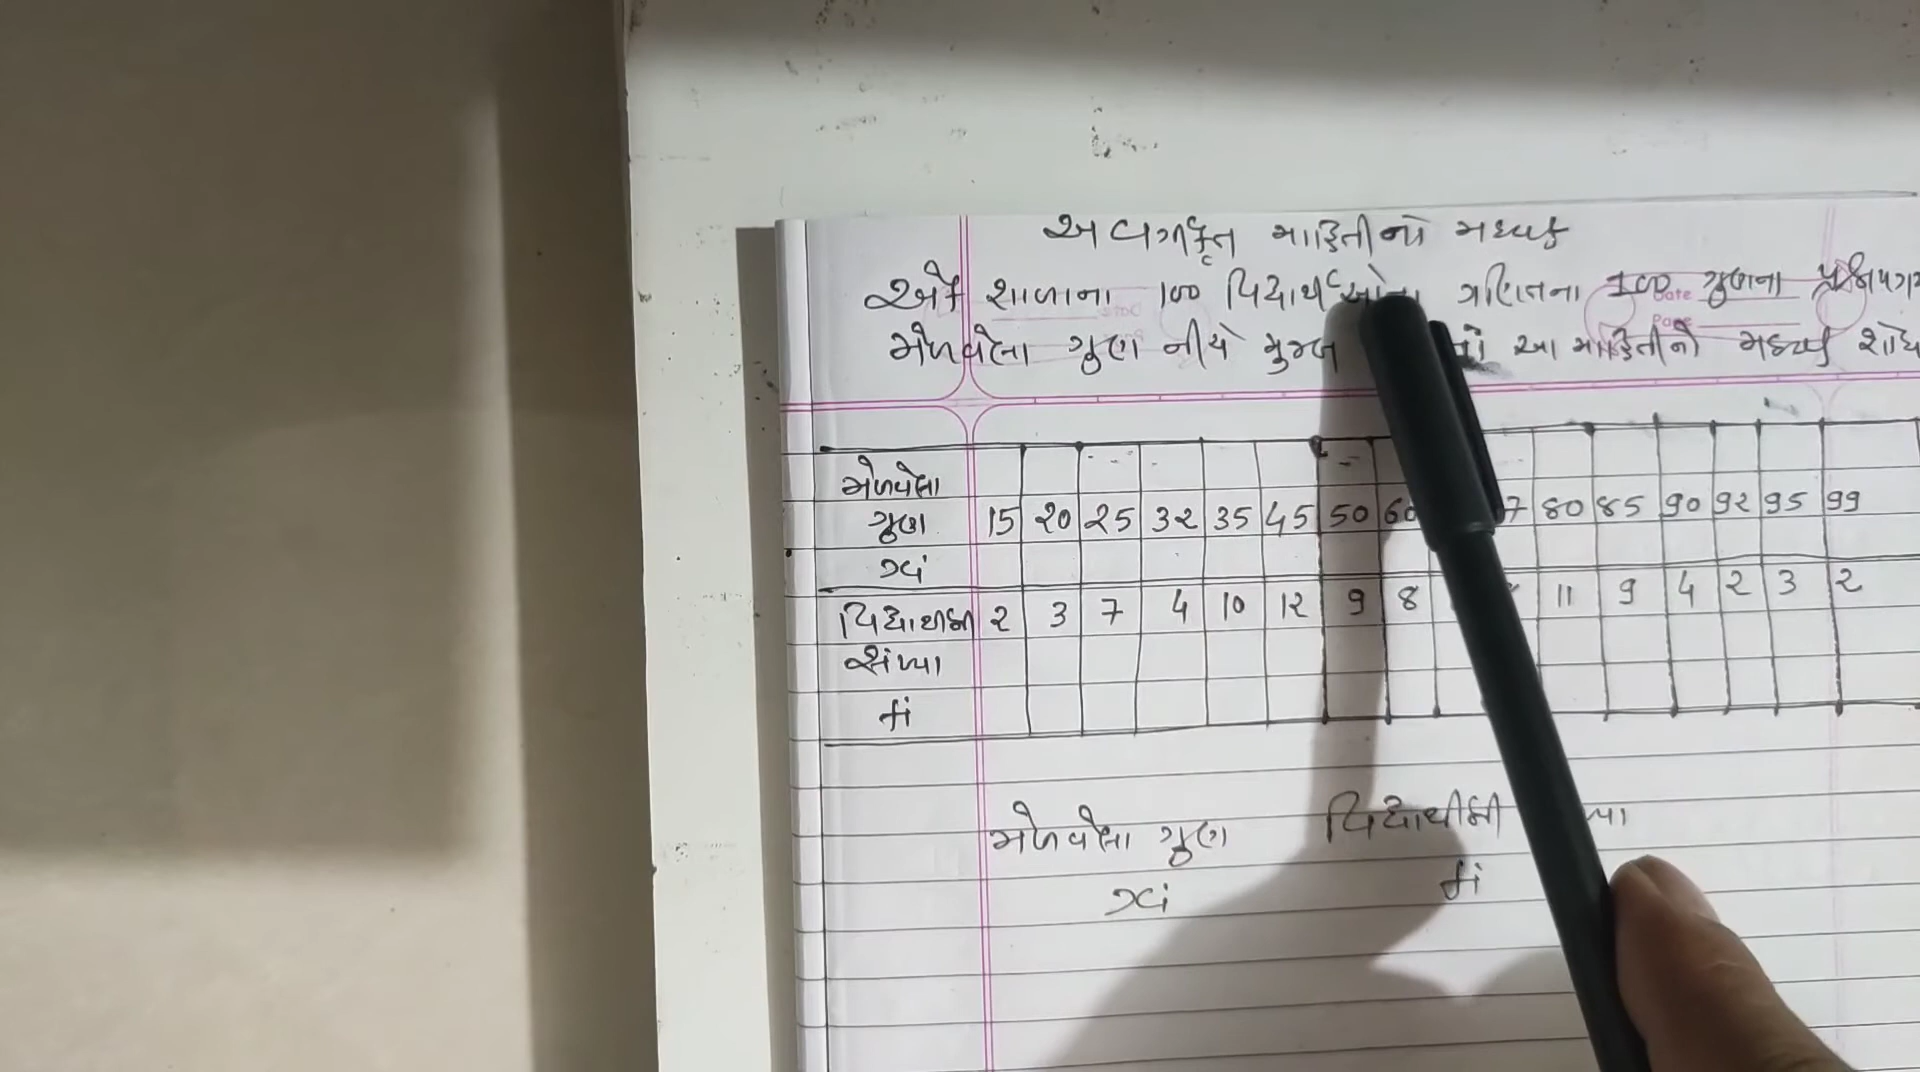 અવર્ગીકૃત માહિતીનો મધ્યક
એક શાળાના 100 વિદ્યાર્થીઓના ગણિતના 100 ગુણના
મેળવેલા ગુણ નીચે મુજબ આ માહિતીનો મધ્યક
મેળવેલા
ગુણ 15 20 25 32 35 45 50 60 7 80 85 90 92 95 99
xi
વિદ્યાર્થીની 2 3 7 4 10 12 9 8 11 9 4 2 3 2
સંખ્યા
fi
મેળવેલા ગુણ વિદ્યાર્થીની
xi fi